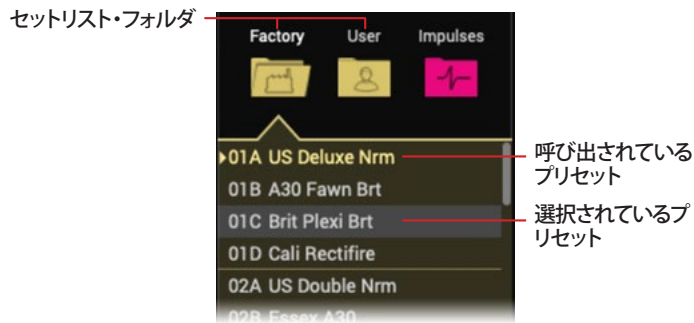 セットリスト・フォルダ
Factory User Impulses
01A US Deluxe Nrm
呼び出されている
プリセット
01B A30 Fawn Brt
01C Brit Plexi Brt
選択されているプ
リセット
01D Cali Rectifire
02A US Double Nrm
02B Essex A30